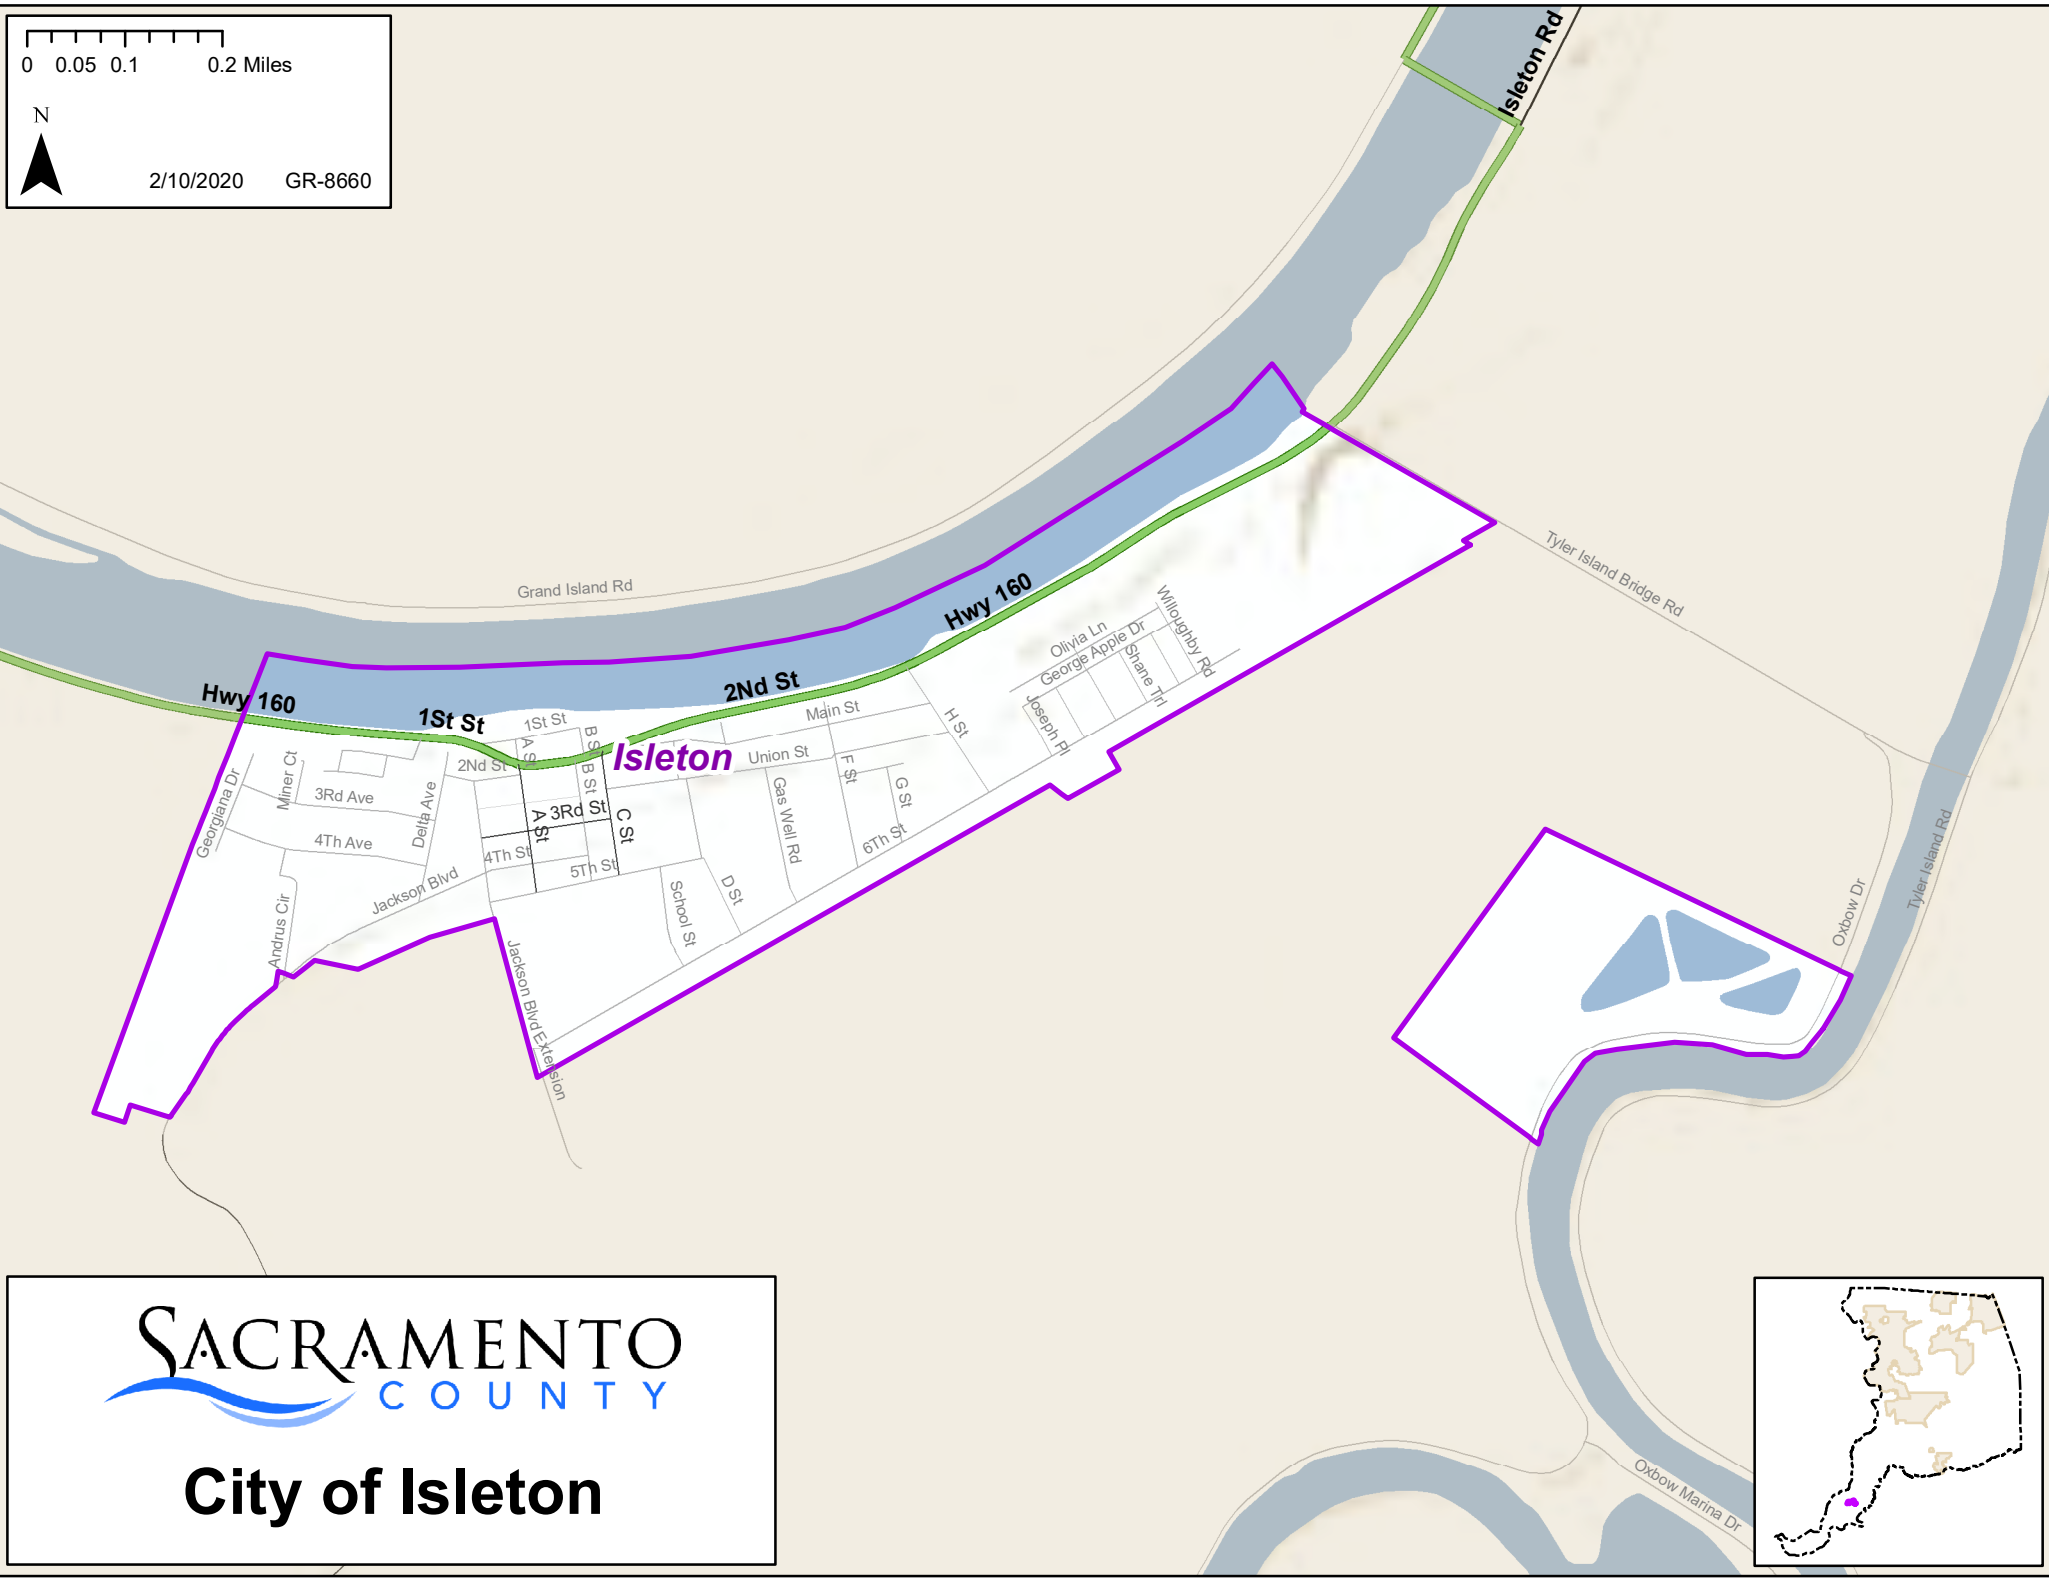 0 0.05 0.1 0.2 Miles
N
2/10/2020 GR-8660
Isleton Rd
Grand Island Rd
Tyler Island Bridge Rd
Hwy 160
Hwy 160
1St St
2Nd St
1St St
Main St
Union St
Isleton
Olivia Ln
George Apple Dr
Willoughby Rd
Shane Trl
Joseph Pl
H St
B St
B St
A St
2Nd St
Georgiana Dr
Miner Ct
3Rd Ave
4Th Ave
Delta Ave
3Rd St
A St
C St
4Th St
5Th St
Gas Well Rd
F St
G St
6Th St
Jackson Blvd
Andrus Cir
School St
D St
Jackson Blvd Extension
Oxbow Dr
Tyler Island Rd
Oxbow Marina Dr
SACRAMENTO
COUNTY
City of Isleton